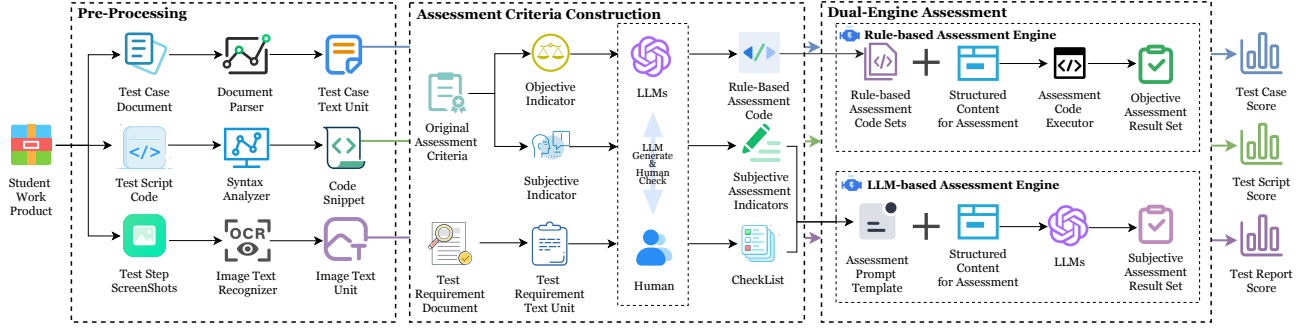 Pre-Processing
Student
Work
Product
Test Case
Document
Document
Parser
Test Case
Text Unit
</>
Test Script
Code
Syntax
Analyzer
Code
Snippet
Test Step
ScreenShots
OCR
Image Text
Recognizer
T
Image Text
Unit
Assessment Criteria Construction
Original
Assessment
Criteria
Objective
Indicator
Subjective
Indicator
LLMs
LLM
Generate
&
Human
Check
Human
Test
Requirement
Document
Test
Requirement
Text Unit
</>
Rule-Based
Assessment
Code
Subjective
Assessment
Indicators
CheckList
Dual-Engine Assessment
Rule-based Assessment Engine
</>
Rule-based
Assessment
Code Sets
+
Structured
Content
for Assessment
</>
Assessment
Code
Executor
Objective
Assessment
Result Set
LLM-based Assessment Engine
Assessment
Prompt
Template
+
Structured
Content
for Assessment
LLMs
Subjective
Assessment
Result Set
Test Case
Score
Test Script
Score
Test Report
Score